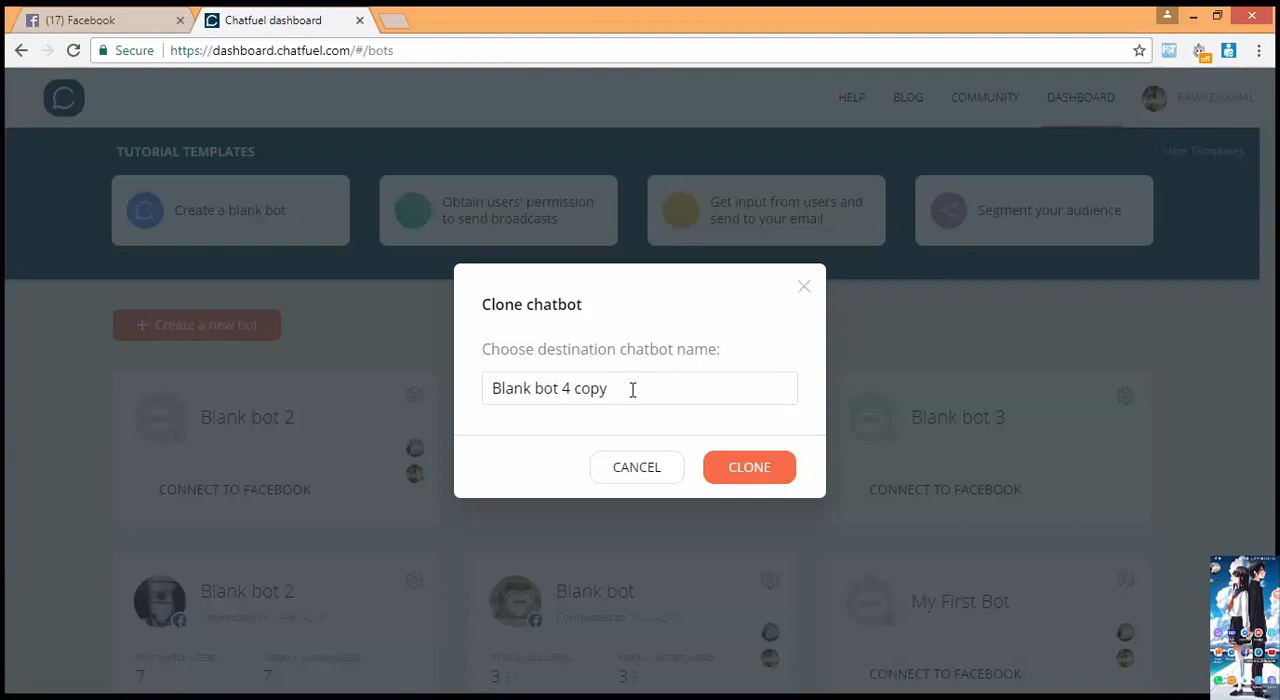 (17) Facebook
Chatfuel dashboard
Secure
https://dashboard.chatfuel.com/#/bots
off
HELP
BLOG
COMMUNITY
DASHBOARD
KAMAL
TUTORIAL TEMPLATES
Hide Templates
Create a blank bot
Obtain users' permission
to send broadcasts
Get input from users and
send to your email
Segment your audience
+ Create a new bot
Clone chatbot
Choose destination chatbot name:
Blank bot 4 copy
CANCEL
CLONE
Blank bot 2
CONNECT TO FACEBOOK
Blank bot 3
CONNECT TO FACEBOOK
Blank bot 2
7
7
Blank bot
Connected to
3
3
My First Bot
CONNECT TO FACEBOOK